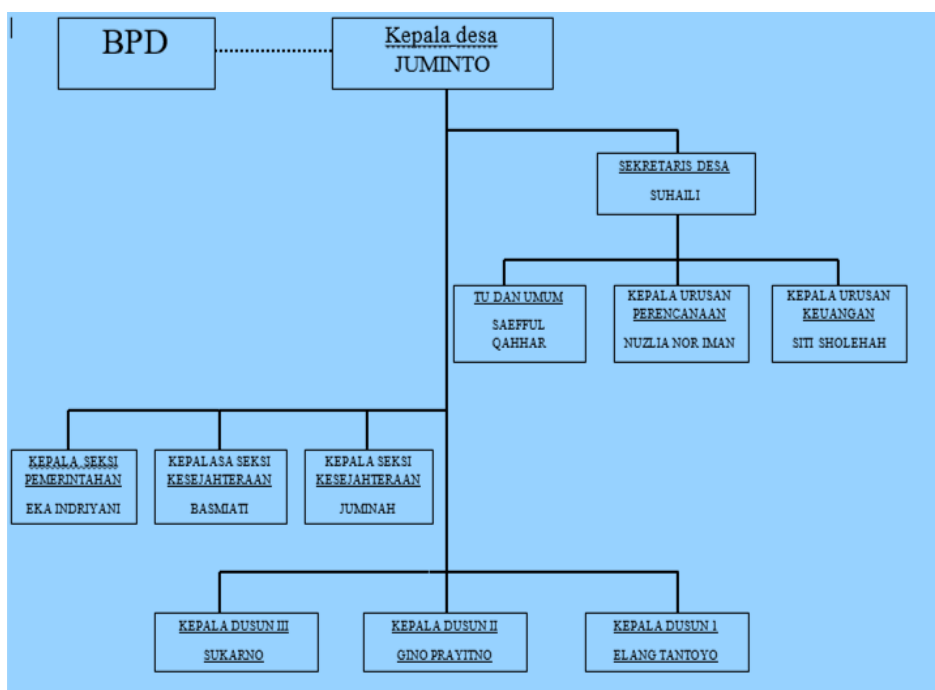 BPD
Kepala desa
JUMINTO
SEKRETARIS DESA
SUHAILI
TU DAN UMUM
SAEFFUL
QAHHAR
KEPALA URUSAN
PERENCANAAN
NUZLIA NOR IMAN
KEPALA URUSAN
KEUANGAN
SITI SHOLEHAH
KEPALA SEKSI
PEMERINTAHAN
EKA INDRIYANI
KEPALASA SEKSI
KESEJAHTERAAN
BASMIATI
KEPALA SEKSI
KESEJAHTERAAN
JUMINAH
KEPALA DUSUN III
SUKARNO
KEPALA DUSUN II
GINO PRAYITNO
KEPALA DUSUN 1
ELANG TANTOYO